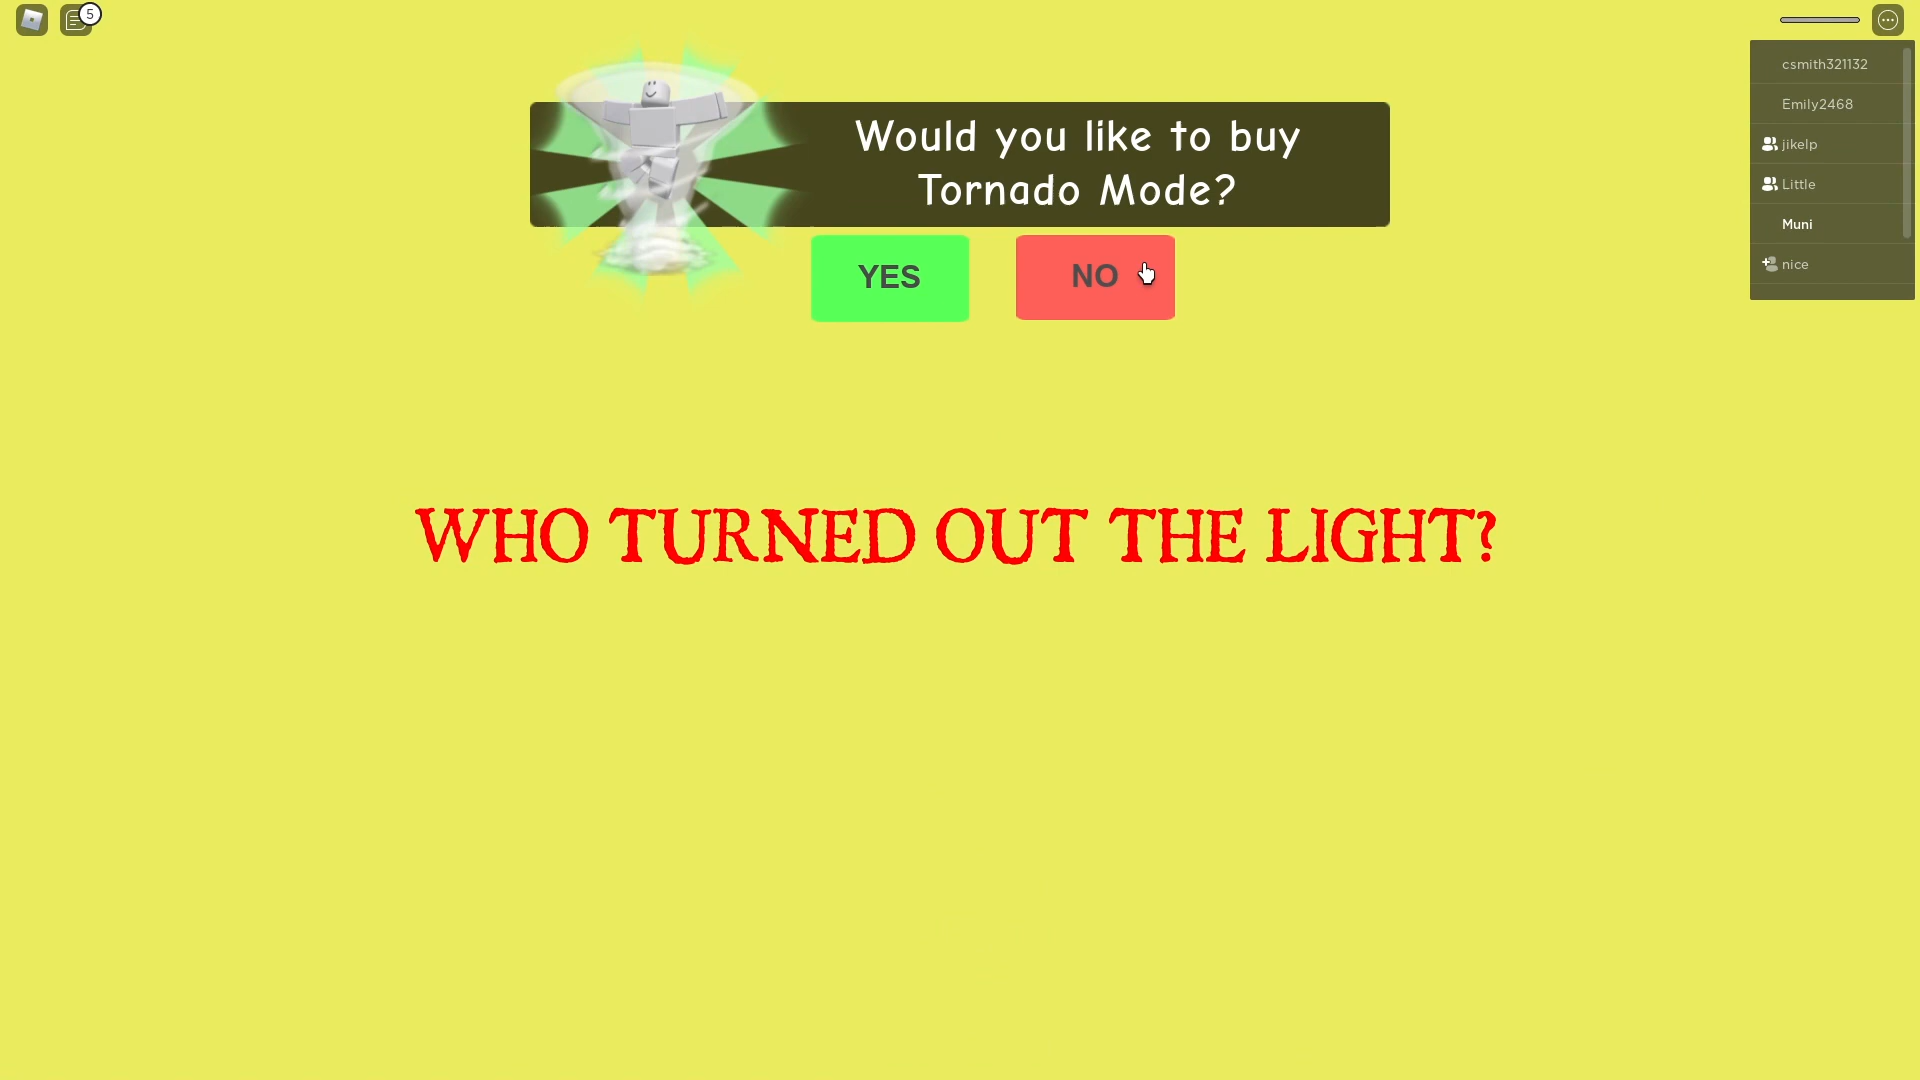 5
csmith321132
Emily2468
jikelp
Little
Muni
nice
Would you like to buy
Tornado Mode?
YES
NO
WHO TURNED OUT THE LIGHT?